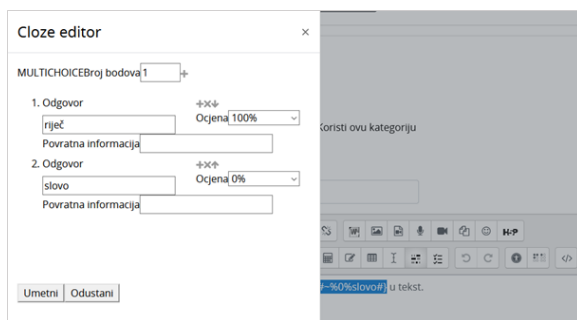 Cloze editor
×
MULTICHOICEBroj bodova 1
1. Odgovor
riječ
Ocjena 100%
Povratna informacija
2. Odgovor
slovo
Ocjena 0%
Povratna informacija
Umetni Odustani
Koristi ovu kategoriju
H-P
#~%0%slovo#} u tekst.